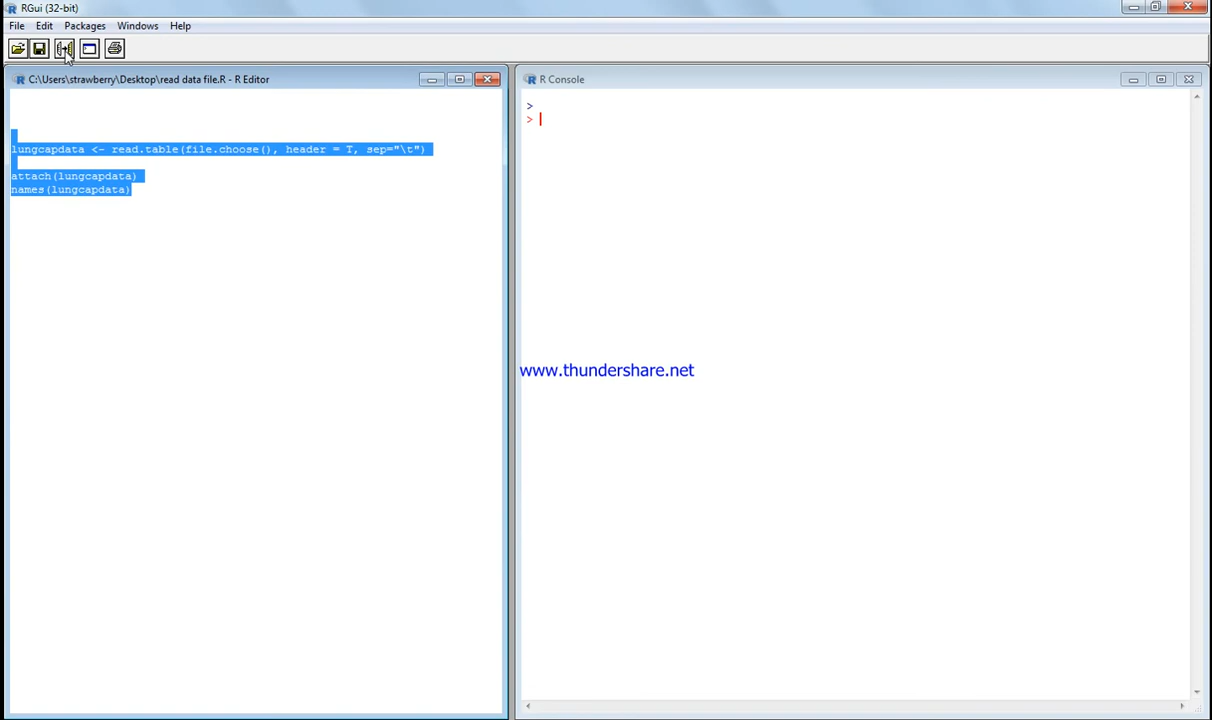 RGui (32-bit)
File Edit Packages Windows Help
C:\Users\strawberry\Desktop\read data file.R - R Editor
lungcapdata <- read.table(file.choose(), header = T, sep="\t")
attach(lungcapdata)
names(lungcapdata)
R Console
>
>
www.thundershare.net